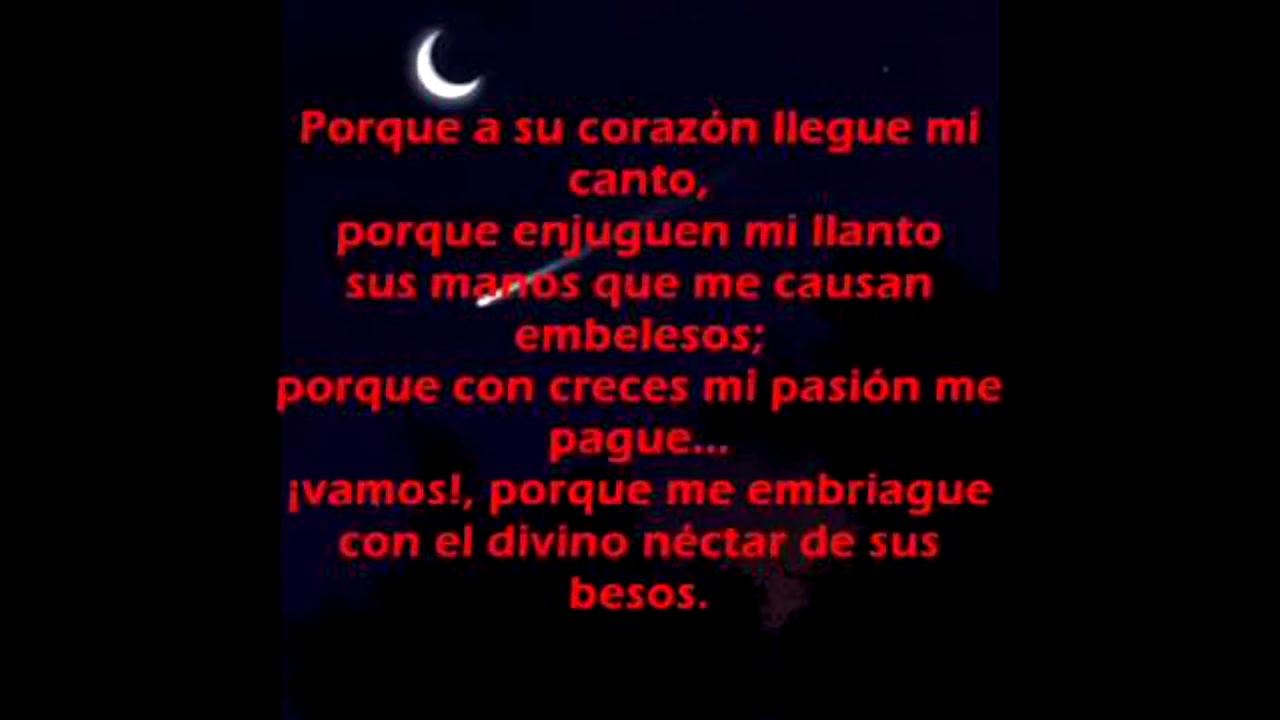 Porque a su corazón llegue mi
canto,
porque enjuguen mi llanto
sus manos que me causan
embelesos;
porque con creces mi pasión me
pague...
¡vamos!, porque me embriague
con el divino néctar de sus
besos.